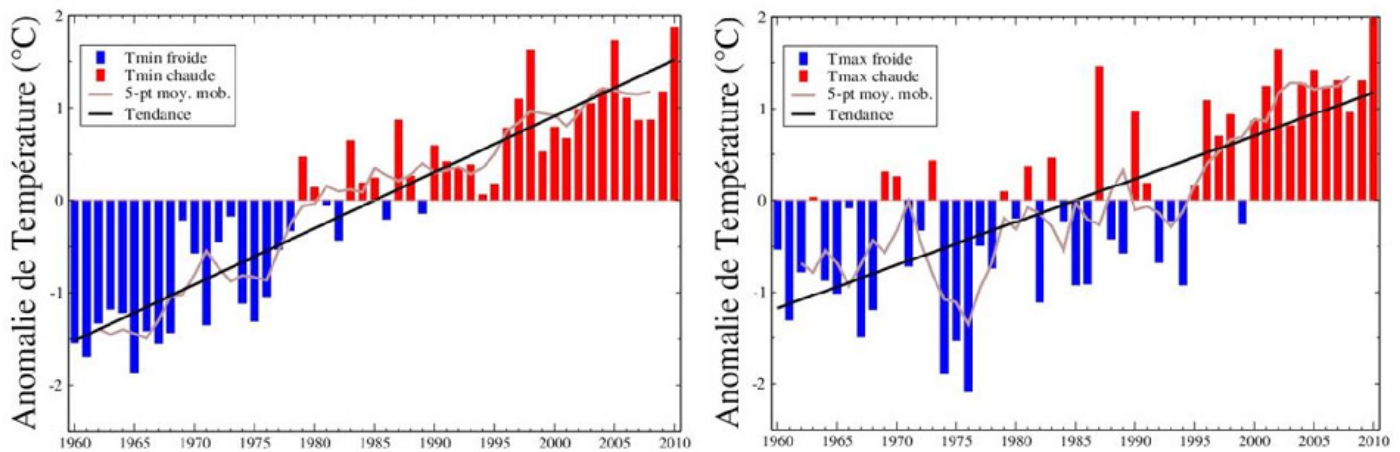 Anomalie de Température (°C)
2
1
0
-1
-2
Tmin froide
Tmin chaude
5-pt moy. mob.
Tendance
1960 1965 1970 1975 1980 1985 1990 1995 2000 2005 2010
Anomalie de Température (°C)
2
1
0
-1
-2
Tmax froide
Tmax chaude
5-pt moy. mob.
Tendance
1960 1965 1970 1975 1980 1985 1990 1995 2000 2005 2010